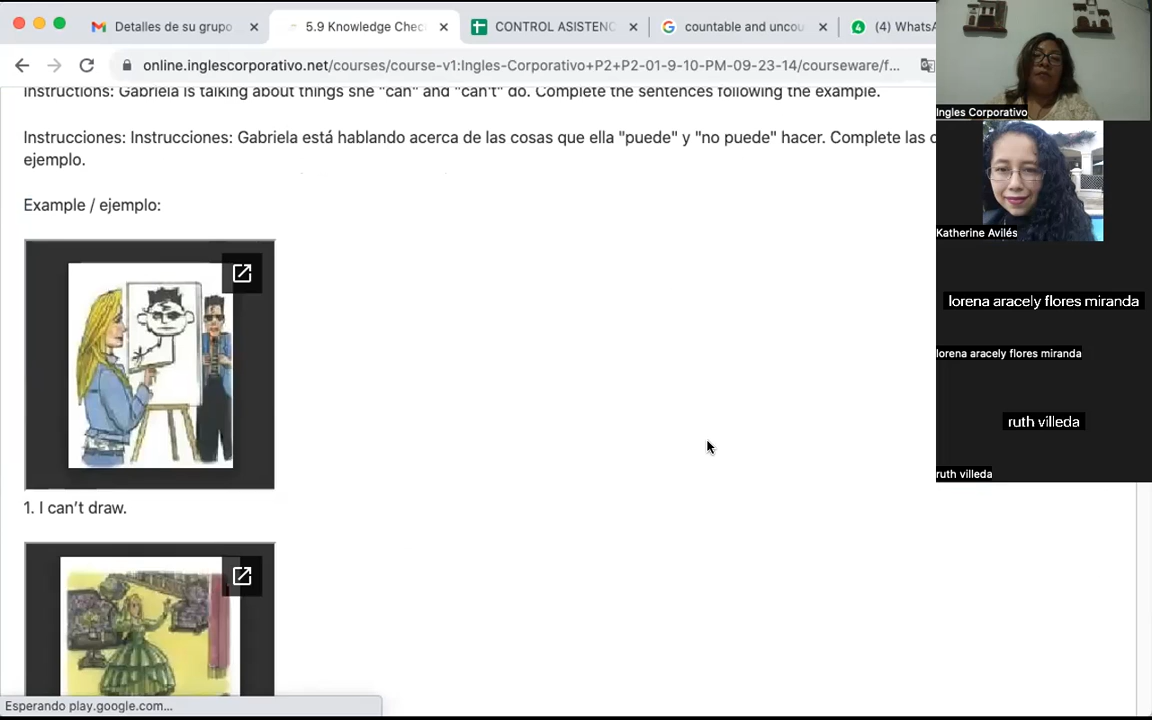 Detalles de su grupo
5.9 Knowledge Chec
CONTROL ASISTENC
countable and uncou
(4) WhatsA
online.inglescorporativo.net/courses/course-v1:Ingles-Corporativo+P2+P2-01-9-10-PM-09-23-14/courseware/f...
Instructions: Gabriela is talking about things she "can" and "can't" do. Complete the sentences following the example.
Instrucciones: Instrucciones: Gabriela está hablando acerca de las cosas que ella "puede" y "no puede" hacer. Complete las o
ejemplo.
Example / ejemplo:
1. I can't draw.
Esperando play.google.com...
Ingles Corporativo
Katherine Avilés
lorena aracely flores miranda
lorena aracely flores miranda
ruth villeda
ruth villeda